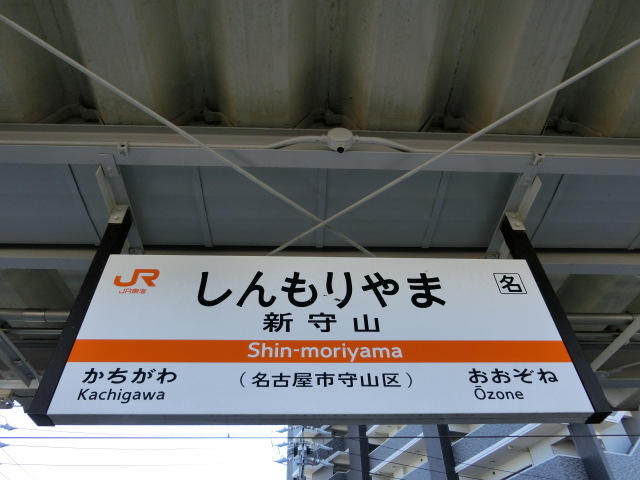 JR
JR東海
しんもりやま
名
新守山
Shin-moriyama
かちがわ
Kachigawa
(名古屋市守山区)
おおぞね
Ōzone